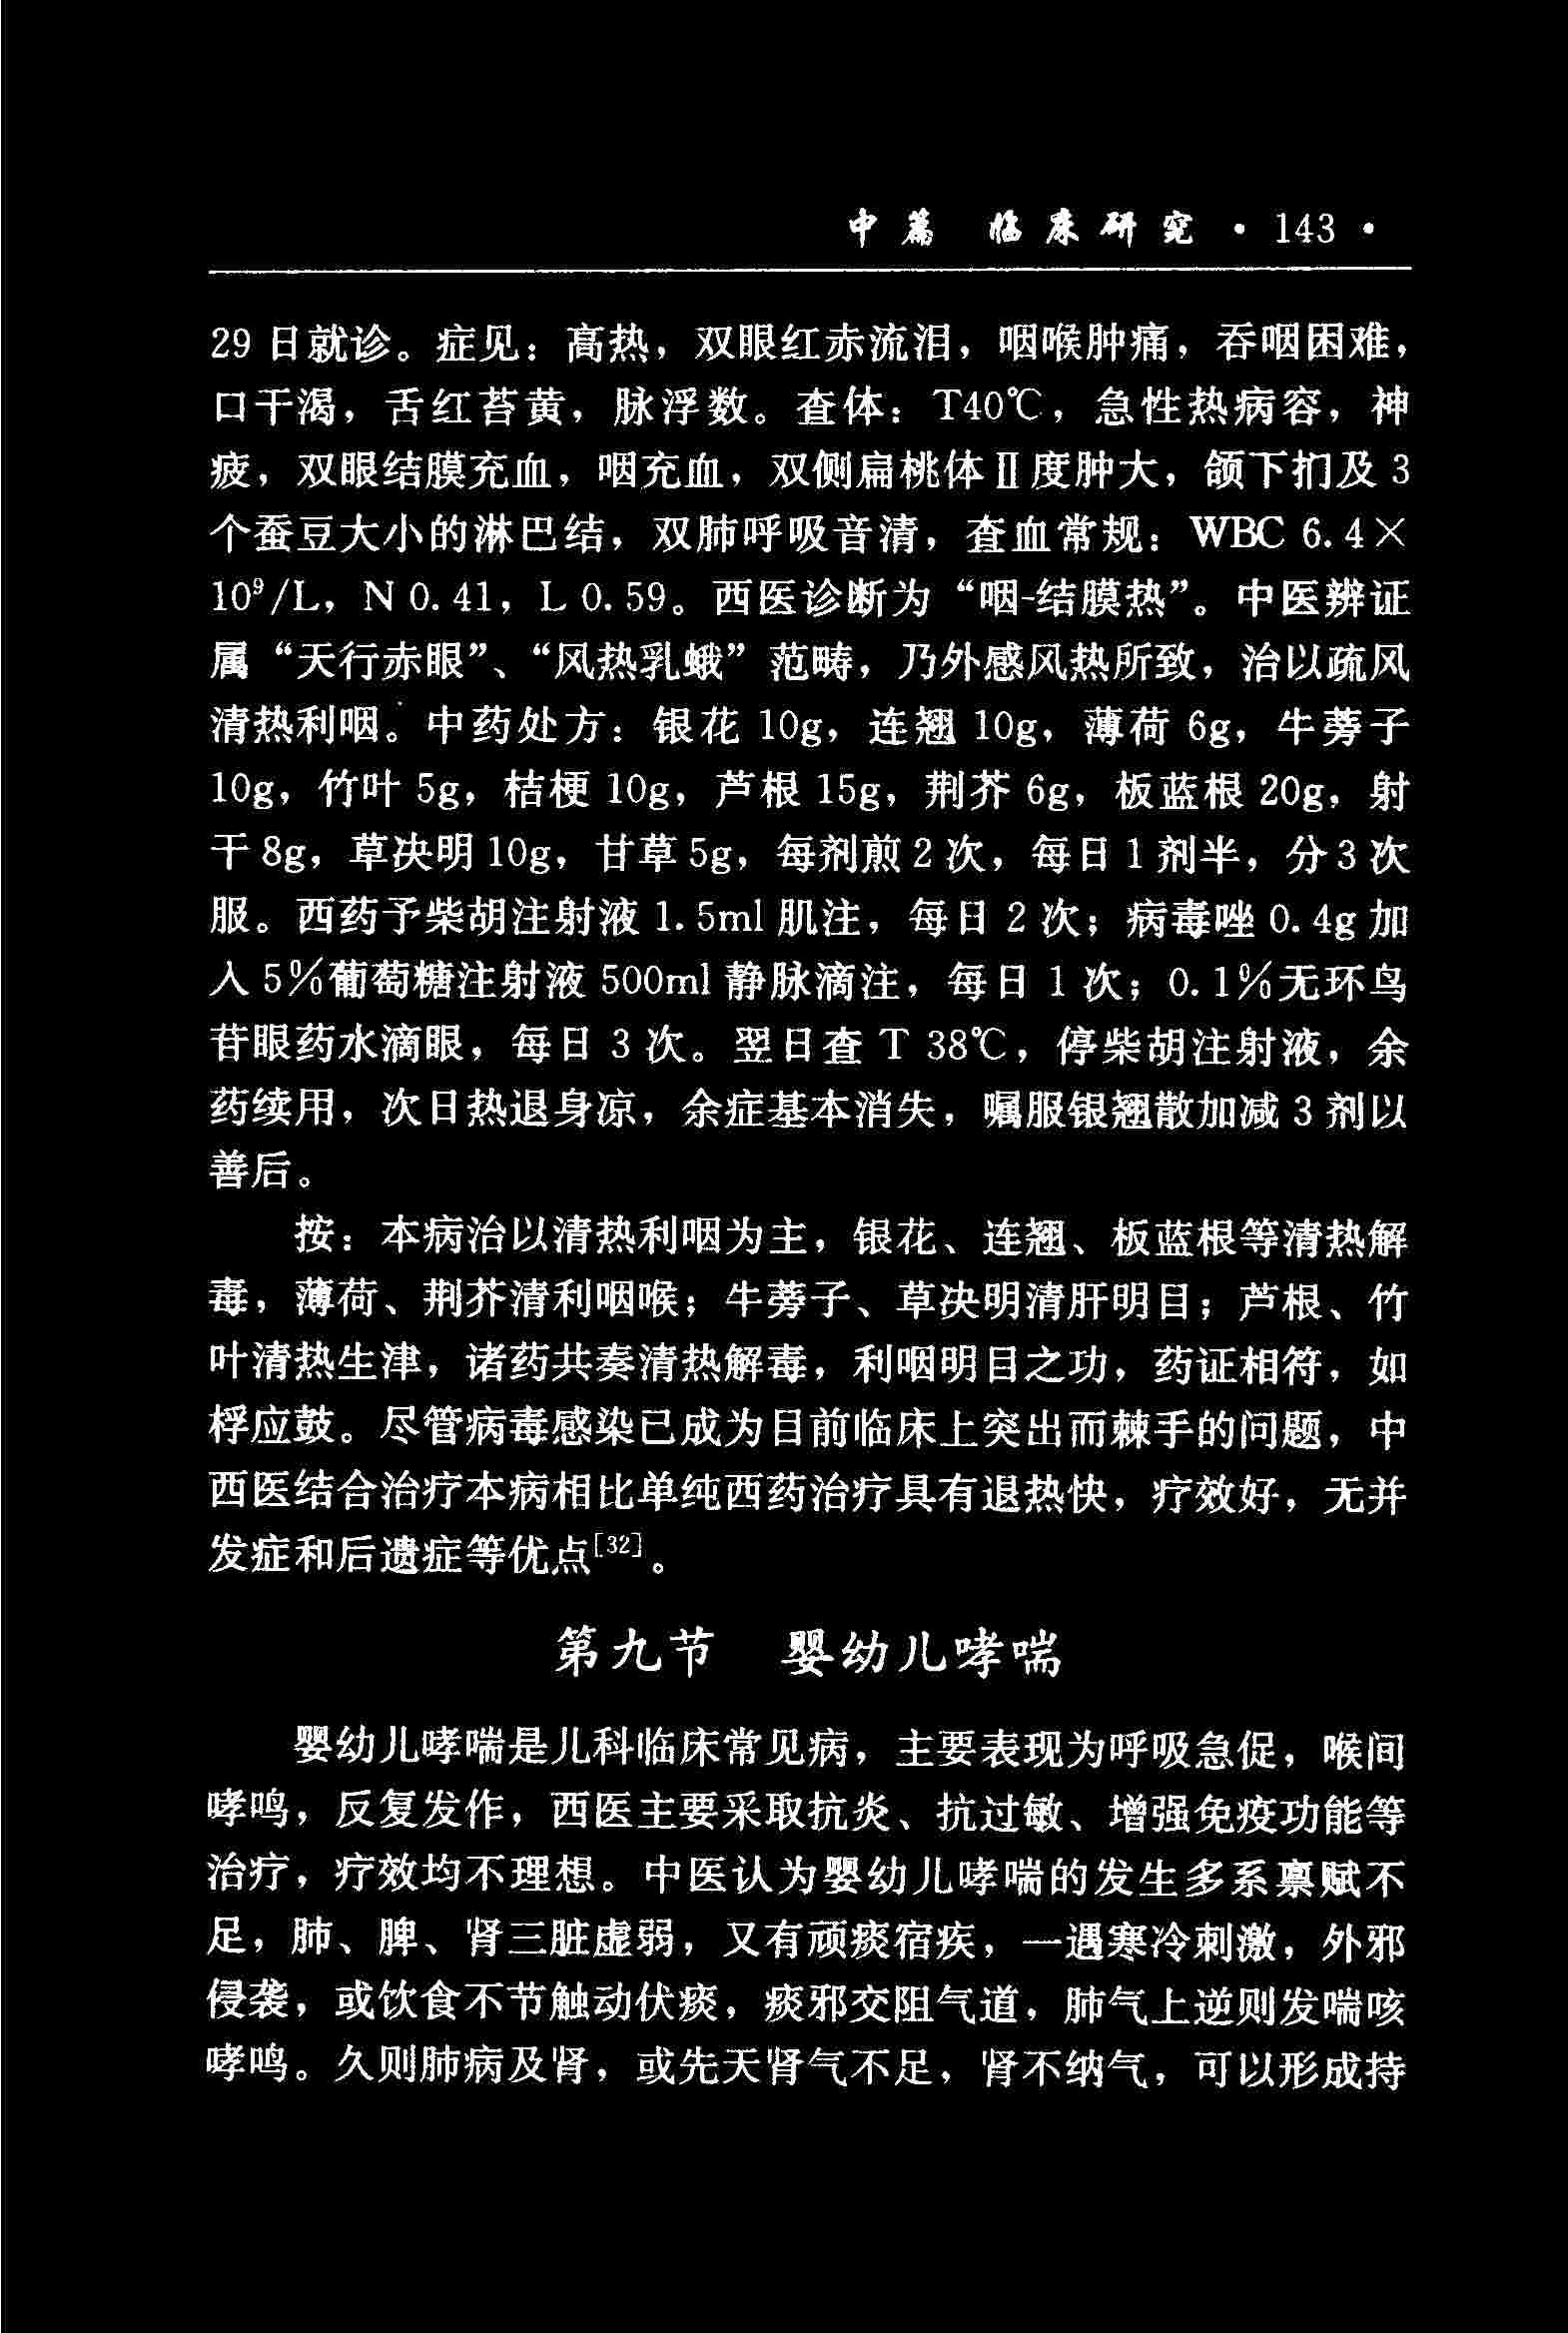 中篇 临床研究 · 143 ·
29 日就诊。症见：高热，双眼红赤流泪，咽喉肿痛，吞咽困难，
口干渴，舌红苔黄，脉浮数。查体：T40℃，急性热病容，神
疲，双眼结膜充血，咽充血，双侧扁桃体Ⅱ度肿大，颌下扪及 3
个蚕豆大小的淋巴结，双肺呼吸音清，查血常规：WBC 6.4×
10⁹/L，N 0.41，L 0.59。西医诊断为“咽-结膜热”。中医辨证
属“天行赤眼”、“风热乳蛾”范畴，乃外感风热所致，治以疏风
清热利咽。中药处方：银花 10g，连翘 10g，薄荷 6g，牛蒡子
10g，竹叶 5g，桔梗 10g，芦根 15g，荆芥 6g，板蓝根 20g，射
干 8g，草决明 10g，甘草 5g，每剂煎 2 次，每日 1 剂半，分 3 次
服。西药予柴胡注射液 1.5ml 肌注，每日 2 次；病毒唑 0.4g 加
入 5％葡萄糖注射液 500ml 静脉滴注，每日 1 次；0.1％无环鸟
苷眼药水滴眼，每日 3 次。翌日查 T 38℃，停柴胡注射液，余
药续用，次日热退身凉，余症基本消失，嘱服银翘散加减 3 剂以
善后。
按：本病治以清热利咽为主，银花、连翘、板蓝根等清热解
毒，薄荷、荆芥清利咽喉；牛蒡子、草决明清肝明目；芦根、竹
叶清热生津，诸药共奏清热解毒，利咽明目之功，药证相符，如
桴应鼓。尽管病毒感染已成为目前临床上突出而棘手的问题，中
西医结合治疗本病相比单纯西药治疗具有退热快，疗效好，无并
发症和后遗症等优点[32]。
第九节 婴幼儿哮喘
婴幼儿哮喘是儿科临床常见病，主要表现为呼吸急促，喉间
哮鸣，反复发作，西医主要采取抗炎、抗过敏、增强免疫功能等
治疗，疗效均不理想。中医认为婴幼儿哮喘的发生多系禀赋不
足，肺、脾、肾三脏虚弱，又有顽痰宿疾，一遇寒冷刺激，外邪
侵袭，或饮食不节触动伏痰，痰邪交阻气道，肺气上逆则发喘咳
哮鸣。久则肺病及肾，或先天肾气不足，肾不纳气，可以形成持